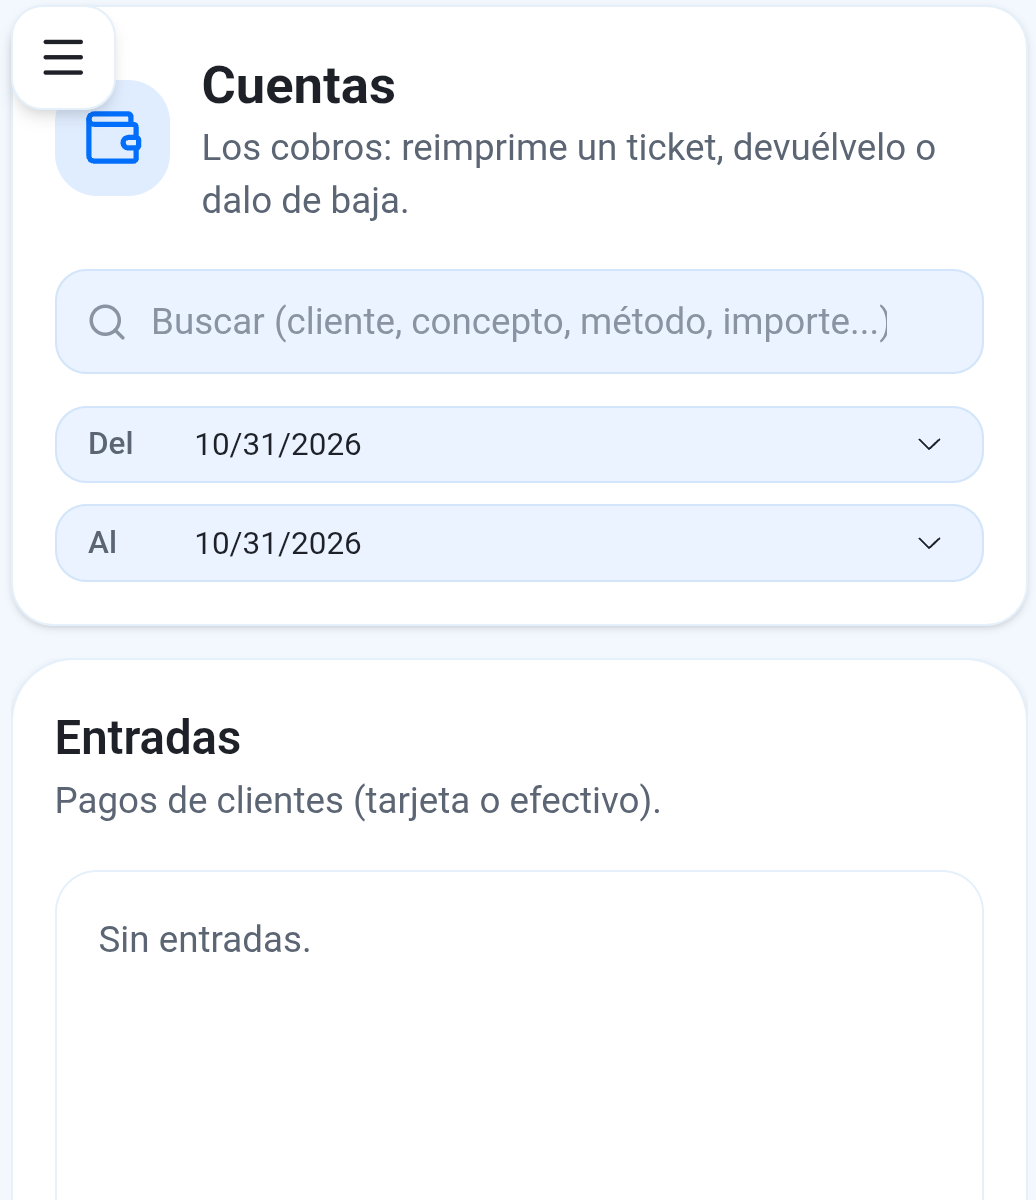 Cuentas
Los cobros: reimprime un ticket, devuélvelo o
dalo de baja.
Buscar (cliente, concepto, método, importe...)
Del 10/31/2026
Al 10/31/2026
Entradas
Pagos de clientes (tarjeta o efectivo).
Sin entradas.